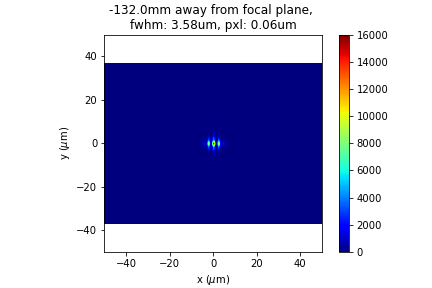 -132.0mm away from focal plane,
fwhm: 3.58um, pxl: 0.06um
16000
14000
12000
10000
8000
6000
4000
2000
0
y (μm)
40
20
0
−20
−40
−40 −20 0 20 40
x (μm)